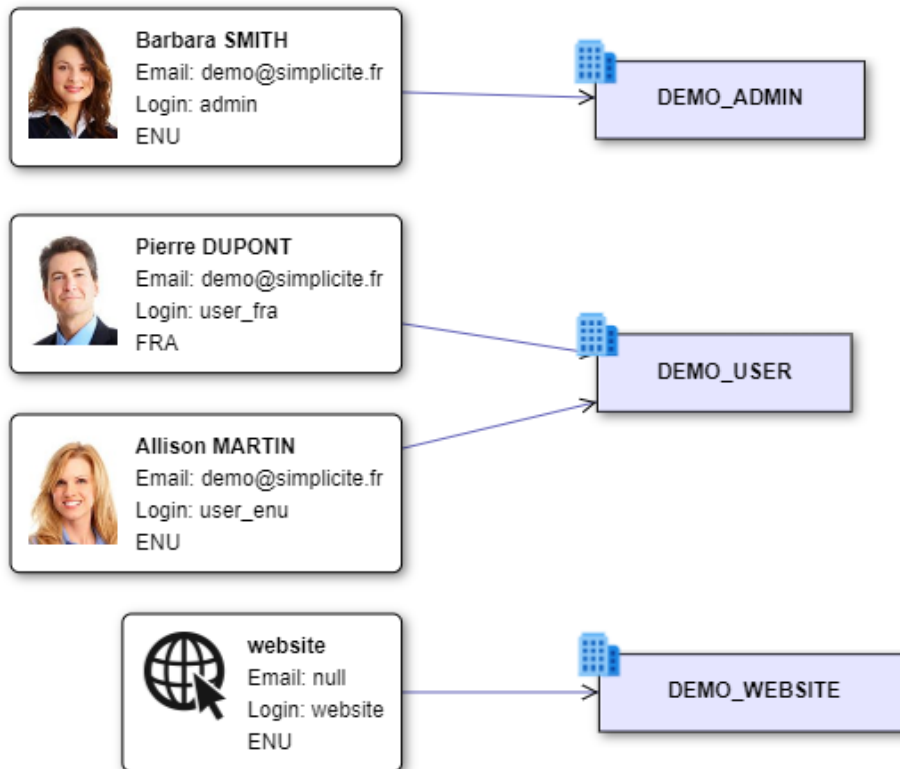 Barbara SMITH
Email: demo@simplicite.fr
Login: admin
ENU
DEMO_ADMIN
Pierre DUPONT
Email: demo@simplicite.fr
Login: user_fra
FRA
DEMO_USER
Allison MARTIN
Email: demo@simplicite.fr
Login: user_enu
ENU
website
Email: null
Login: website
ENU
DEMO_WEBSITE